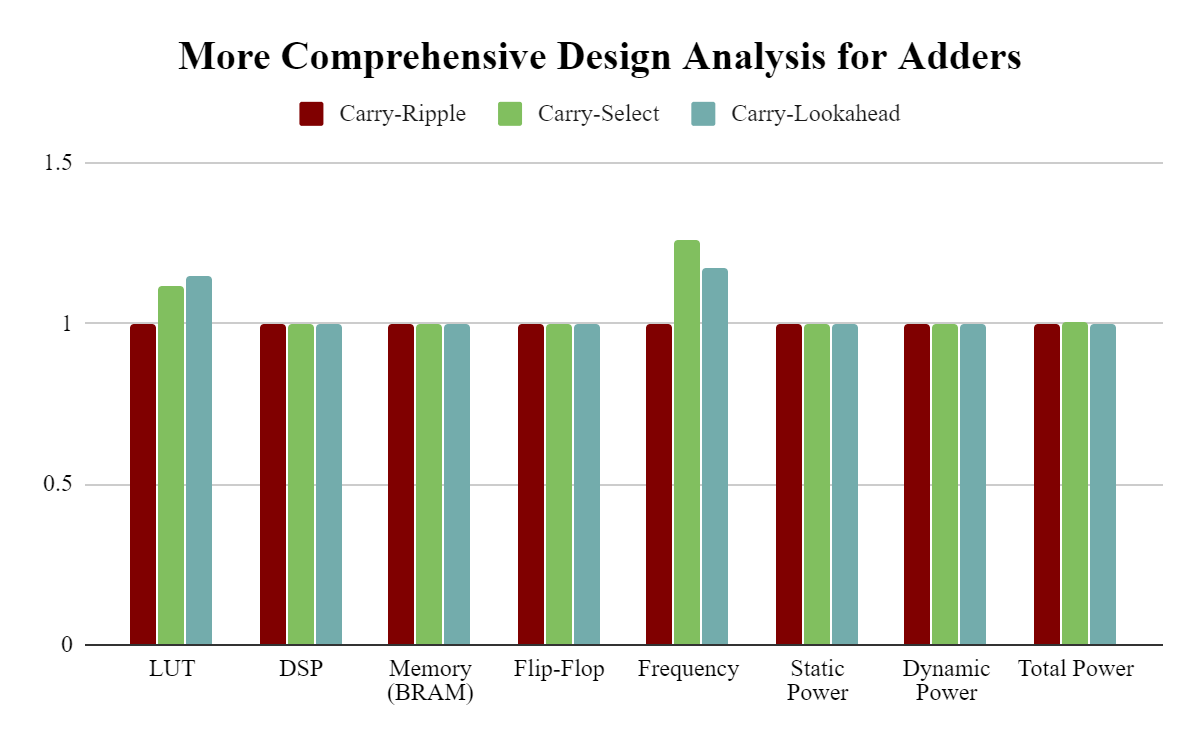 More Comprehensive Design Analysis for Adders
Carry-Ripple Carry-Select Carry-Lookahead
1.5
1
0.5
0
LUT DSP Memory Flip-Flop Frequency Static Dynamic Total Power
(BRAM) Power Power